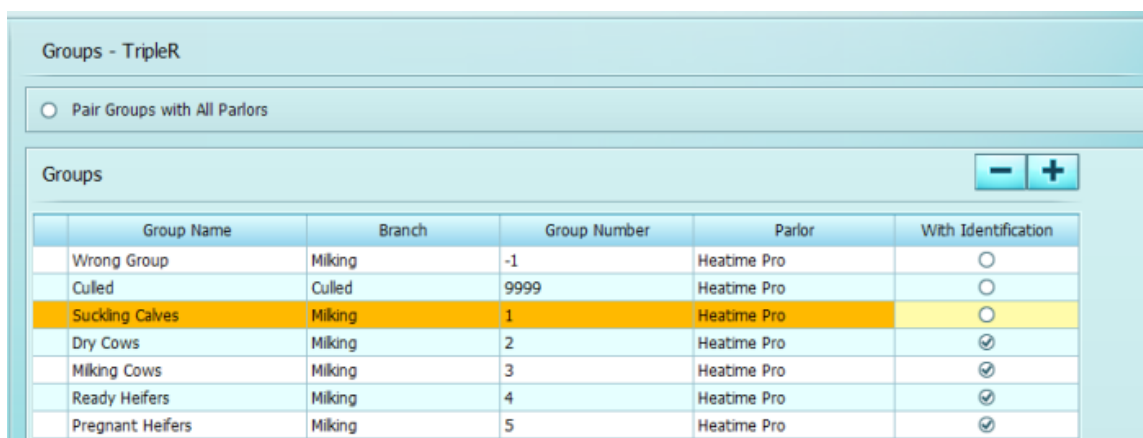 Groups - TripleR
Pair Groups with All Parlors
Groups
Group Name Branch Group Number Parlor With Identification
Wrong Group Milking -1 Heatime Pro
Culled Culled 9999 Heatime Pro
Suckling Calves Milking 1 Heatime Pro
Dry Cows Milking 2 Heatime Pro
Milking Cows Milking 3 Heatime Pro
Ready Heifers Milking 4 Heatime Pro
Pregnant Heifers Milking 5 Heatime Pro